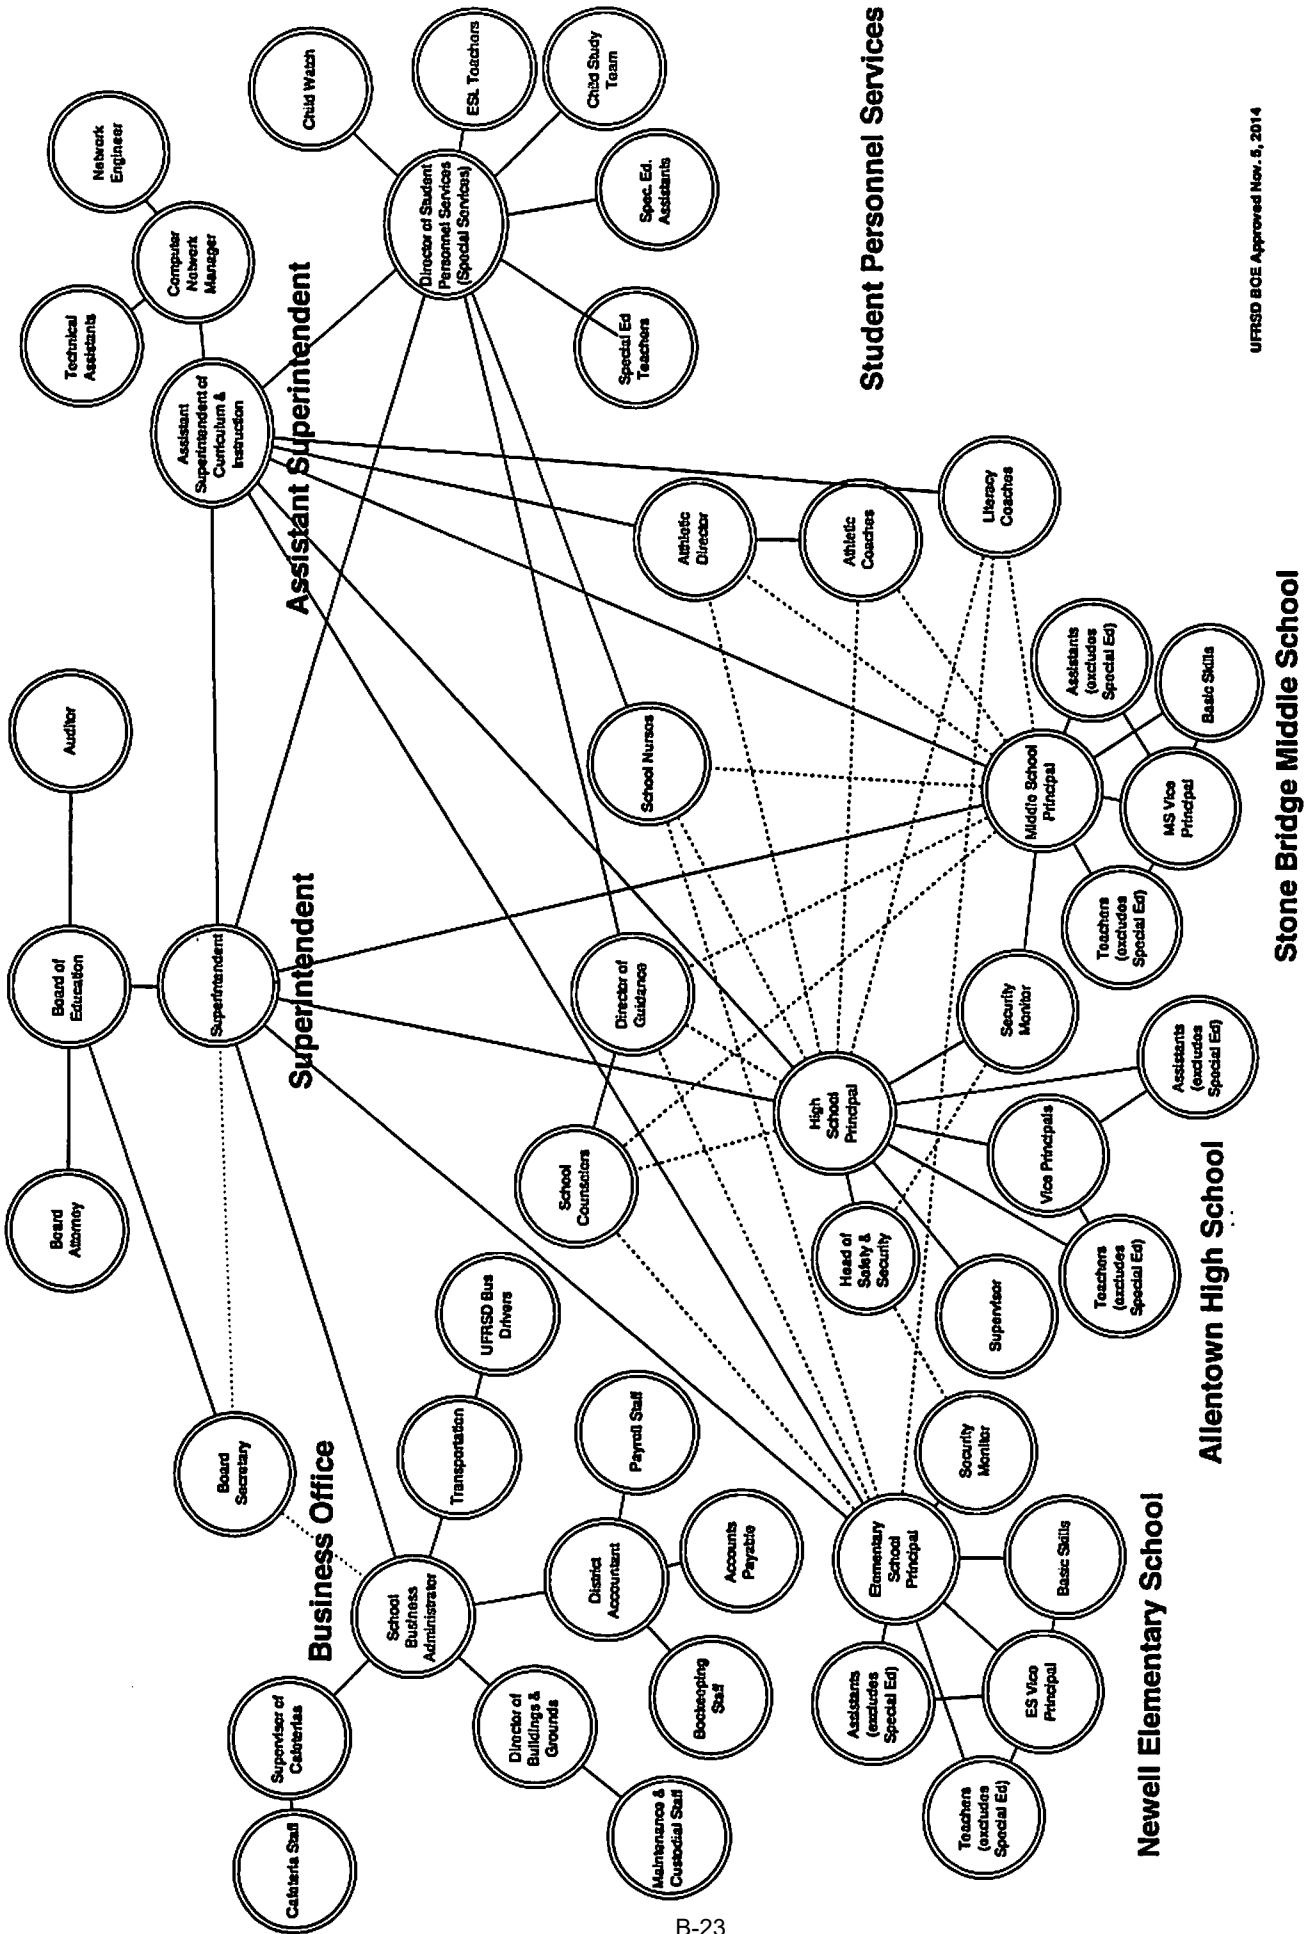 Board
Attorney
Board of
Education
Auditor
Superintendent
Superintendent
Board
Secretary
Business Office
School
Business
Administrator
Supervisor of
Cafeterias
Cafeteria Staff
Transportation
UFRSD Bus
Drivers
Director of
Buildings &
Grounds
Maintenance &
Custodial Staff
District
Accountant
Payroll Staff
Accounts
Payable
Bookeeping
Staff
Assistant
Superintendent of
Curriculum &
Instruction
Assistant Superintendent
Technical
Assistants
Computer
Network
Manager
Network
Engineer
Director of Student
Personnel Services
(Special Services)
Child Watch
ESL Teachers
Child Study
Team
Spec. Ed.
Assistants
Special Ed
Teachers
Student Personnel Services
School
Counselors
Director of
Guidance
School Nurses
Athletic
Director
Athletic
Coaches
Literacy
Coaches
Elementary
School
Principal
Assistants
(excludes
Special Ed)
Teachers
(excludes
Special Ed)
ES Vice
Principal
Basic Skills
Security
Monitor
Newell Elementary School
High
School
Principal
Head of
Safety &
Security
Supervisor
Teachers
(excludes
Special Ed)
Vice Principals
Assistants
(excludes
Special Ed)
Security
Monitor
Allentown High School
Middle School
Principal
Teachers
(excludes
Special Ed)
MS Vice
Principal
Assistants
(excludes
Special Ed)
Basic Skills
Stone Bridge Middle School
UFRSD BOE Approved Nov. 5, 2014
B-23